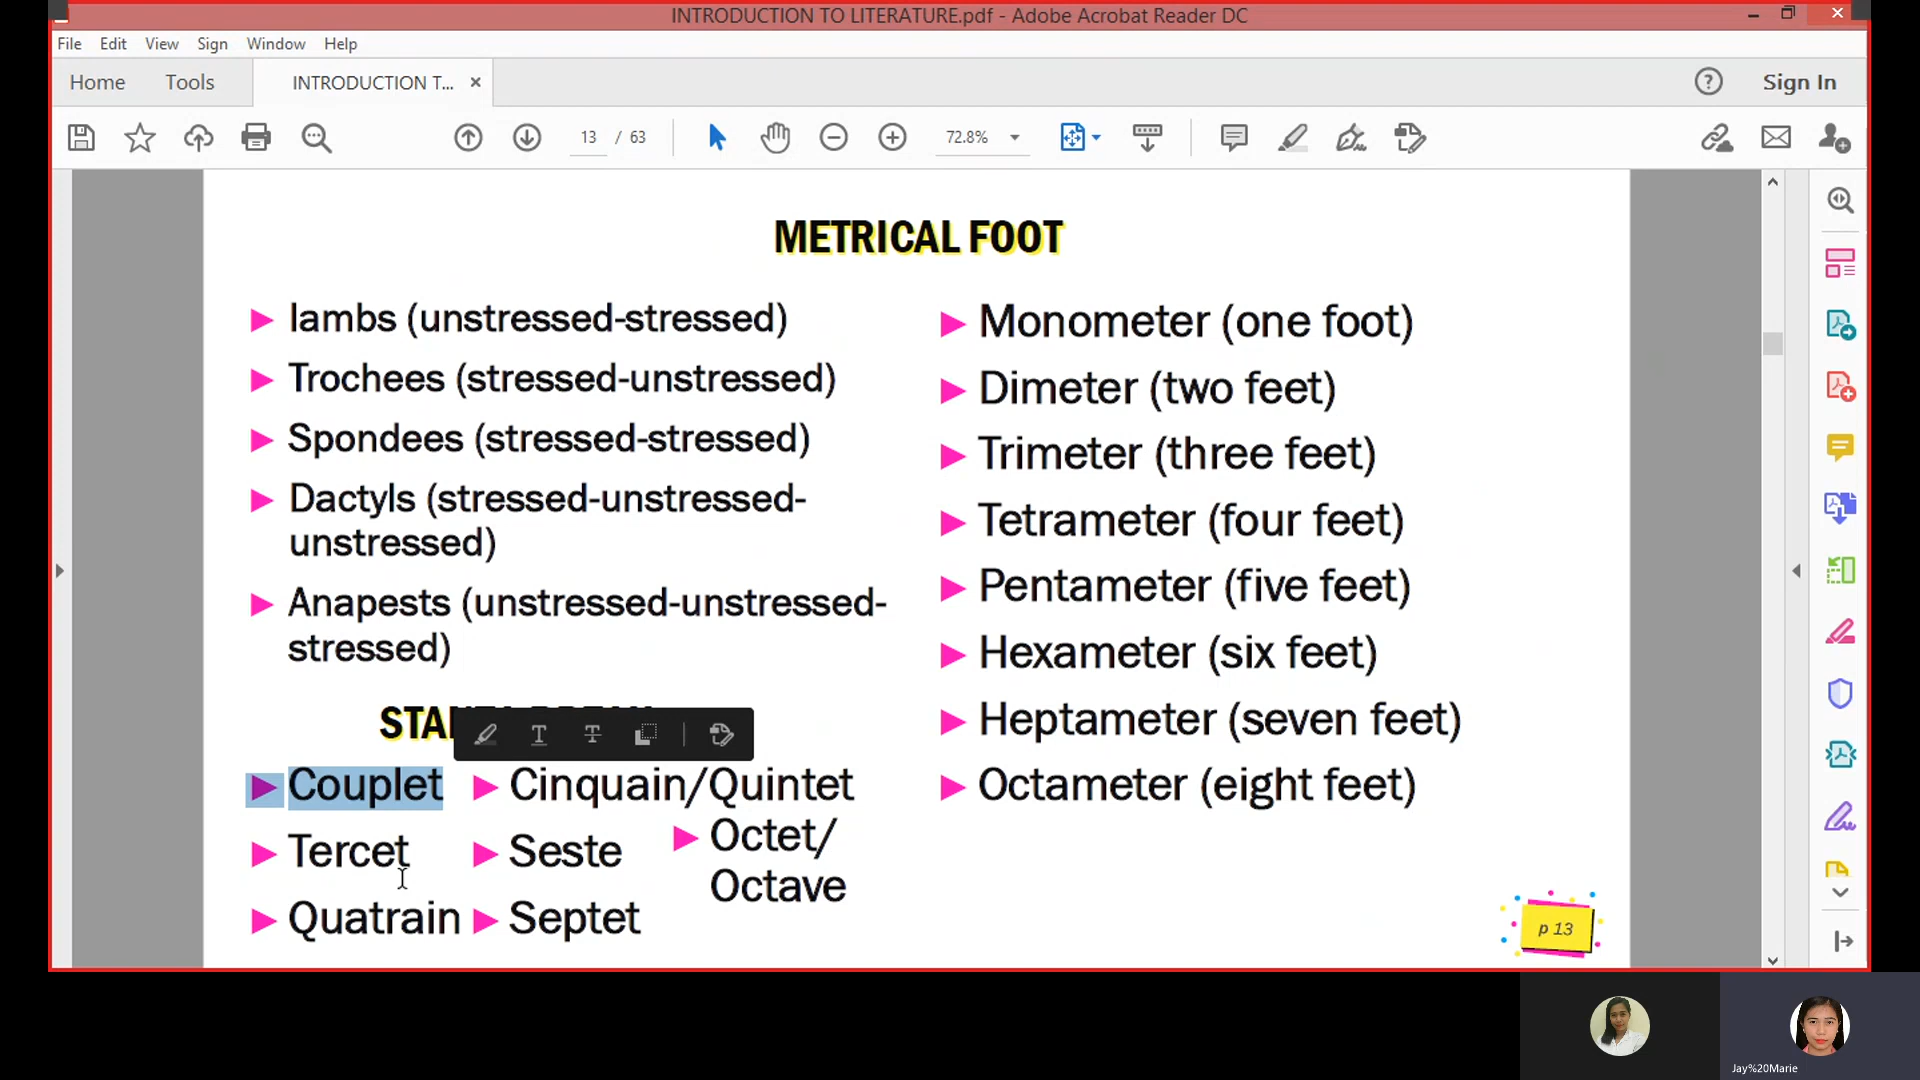 INTRODUCTION TO LITERATURE.pdf - Adobe Acrobat Reader DC
File Edit View Sign Window Help
Home Tools INTRODUCTION T... Sign In
13 / 63 72.8%
METRICAL FOOT
Iambs (unstressed-stressed)
Trochees (stressed-unstressed)
Spondees (stressed-stressed)
Dactyls (stressed-unstressed-
unstressed)
Anapests (unstressed-unstressed-
stressed)
Monometer (one foot)
Dimeter (two feet)
Trimeter (three feet)
Tetrameter (four feet)
Pentameter (five feet)
Hexameter (six feet)
Heptameter (seven feet)
Octameter (eight feet)
Couplet
Tercet
Quatrain
Cinquain/Quintet
Seste
Septet
Octet/
Octave
p 13
Jay%20Marie